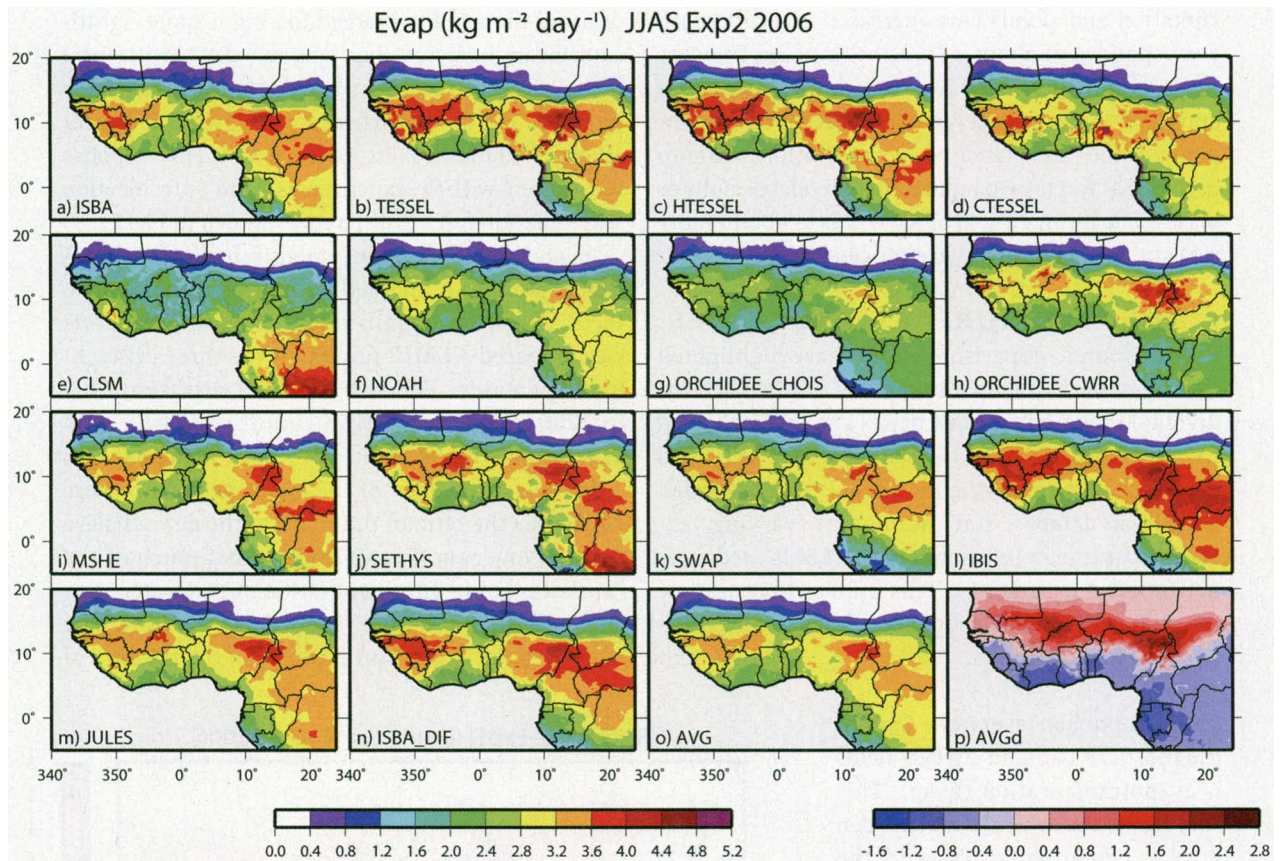 Evap (kg m⁻² day⁻¹) JJAS Exp2 2006
20°
10°
0°
a) ISBA
b) TESSEL
c) HTESSEL
d) CTESSEL
20°
10°
0°
e) CLSM
f) NOAH
g) ORCHIDEE_CHOIS
h) ORCHIDEE_CWRR
20°
10°
0°
i) MSHE
j) SETHYS
k) SWAP
l) IBIS
20°
10°
0°
m) JULES
n) ISBA_DIF
o) AVG
p) AVGd
340° 350° 0° 10° 20° 340° 350° 0° 10° 20° 340° 350° 0° 10° 20° 340° 350° 0° 10° 20°
0.0 0.4 0.8 1.2 1.6 2.0 2.4 2.8 3.2 3.6 4.0 4.4 4.8 5.2
-1.6 -1.2 -0.8 -0.4 0.0 0.4 0.8 1.2 1.6 2.0 2.4 2.8